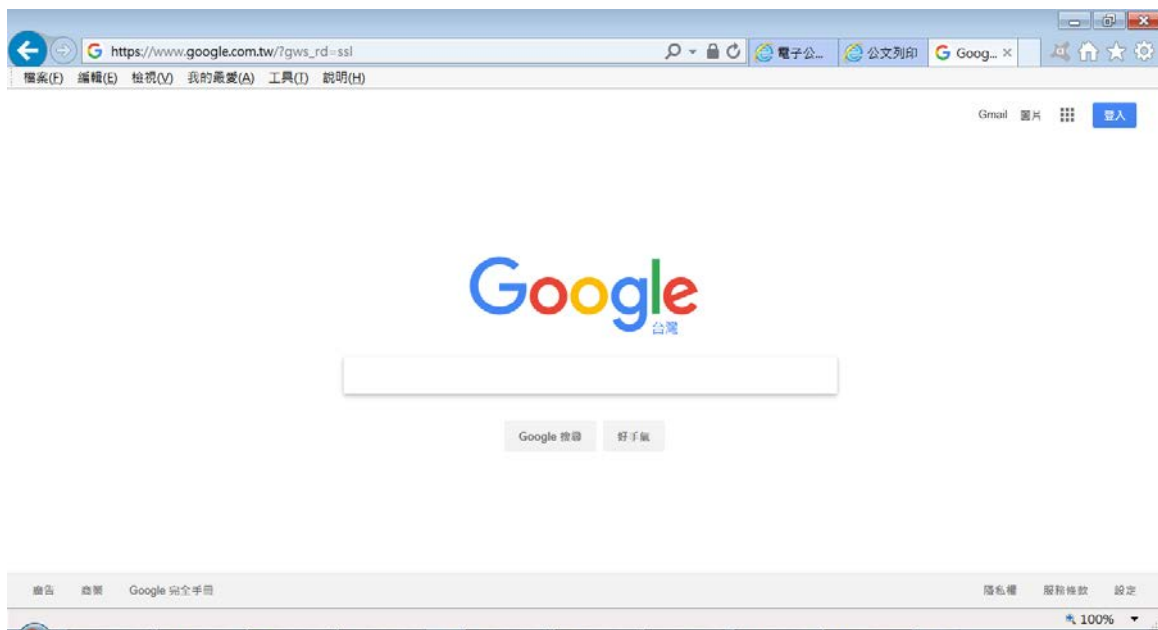 https://www.google.com.tw/?gws_rd=ssl 電子公... 公文列印 Goog...
檔案(F) 編輯(E) 檢視(V) 我的最愛(A) 工具(T) 說明(H)
Gmail 圖片 登入
Google
台灣
Google 搜尋 好手氣
廣告 商業 Google 完全手冊 隱私權 服務條款 設定
100%